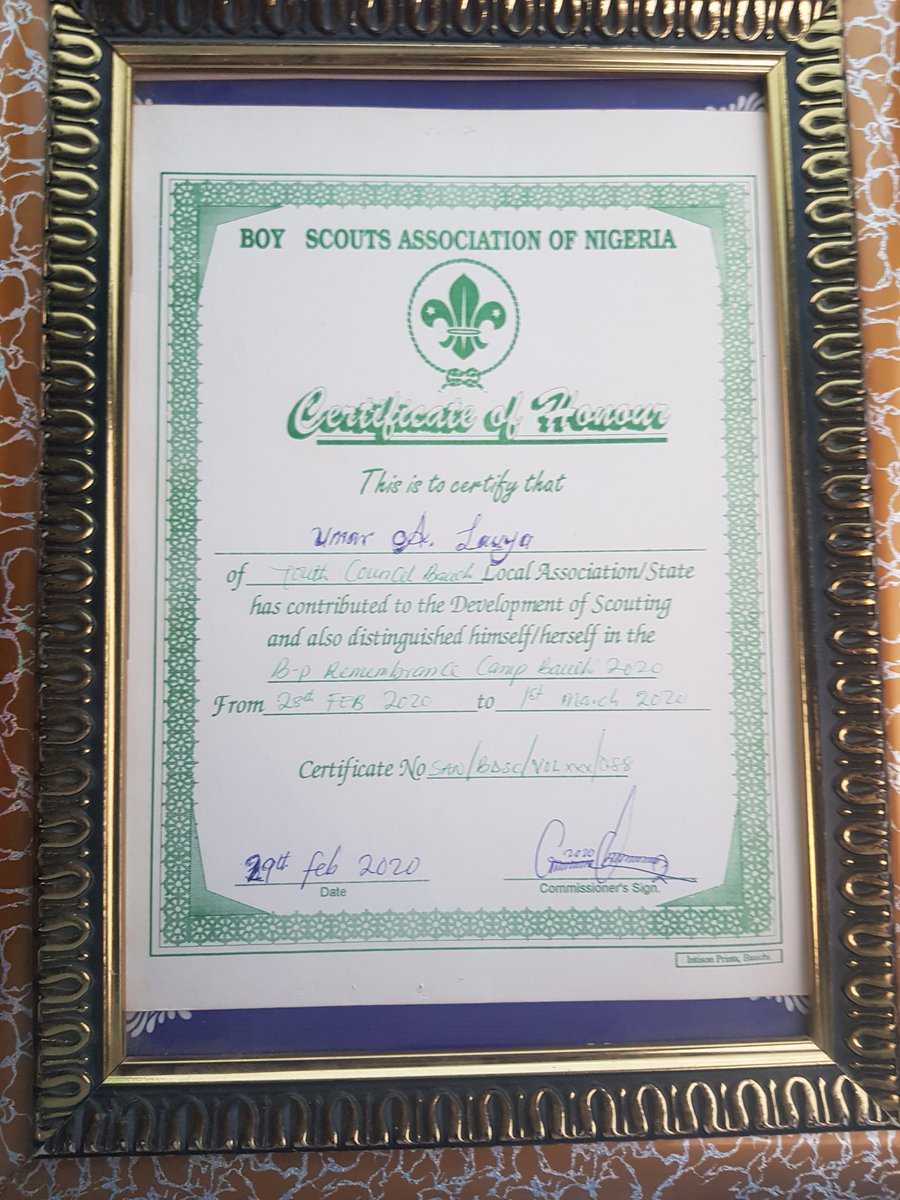 BOY SCOUTS ASSOCIATION OF NIGERIA
Certificate of Honour
This is to certify that
Umar A. Lauya
of Youth Council Bauchi Local Association/State
has contributed to the Development of Scouting
and also distinguished himself/herself in the
B-P Remembrance Camp Bauchi 2020
From 28th FEB 2020 to 1st March 2020
Certificate No SAN/BDSC/VOL XXX/088
29th Feb 2020
Date
2020
Commissioner's Sign.
Intison Prints, Bauchi.